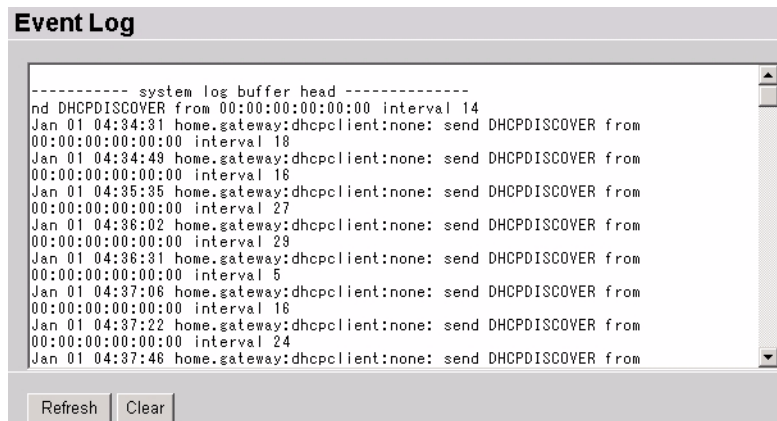 Event Log
----------- system log buffer head --------------
nd DHCPDISCOVER from 00:00:00:00:00:00 interval 14
Jan 01 04:34:31 home.gateway:dhcpclient:none: send DHCPDISCOVER from
00:00:00:00:00:00 interval 18
Jan 01 04:34:49 home.gateway:dhcpclient:none: send DHCPDISCOVER from
00:00:00:00:00:00 interval 16
Jan 01 04:35:35 home.gateway:dhcpclient:none: send DHCPDISCOVER from
00:00:00:00:00:00 interval 27
Jan 01 04:36:02 home.gateway:dhcpclient:none: send DHCPDISCOVER from
00:00:00:00:00:00 interval 29
Jan 01 04:36:31 home.gateway:dhcpclient:none: send DHCPDISCOVER from
00:00:00:00:00:00 interval 5
Jan 01 04:37:06 home.gateway:dhcpclient:none: send DHCPDISCOVER from
00:00:00:00:00:00 interval 16
Jan 01 04:37:22 home.gateway:dhcpclient:none: send DHCPDISCOVER from
00:00:00:00:00:00 interval 24
Jan 01 04:37:46 home.gateway:dhcpclient:none: send DHCPDISCOVER from
Refresh Clear